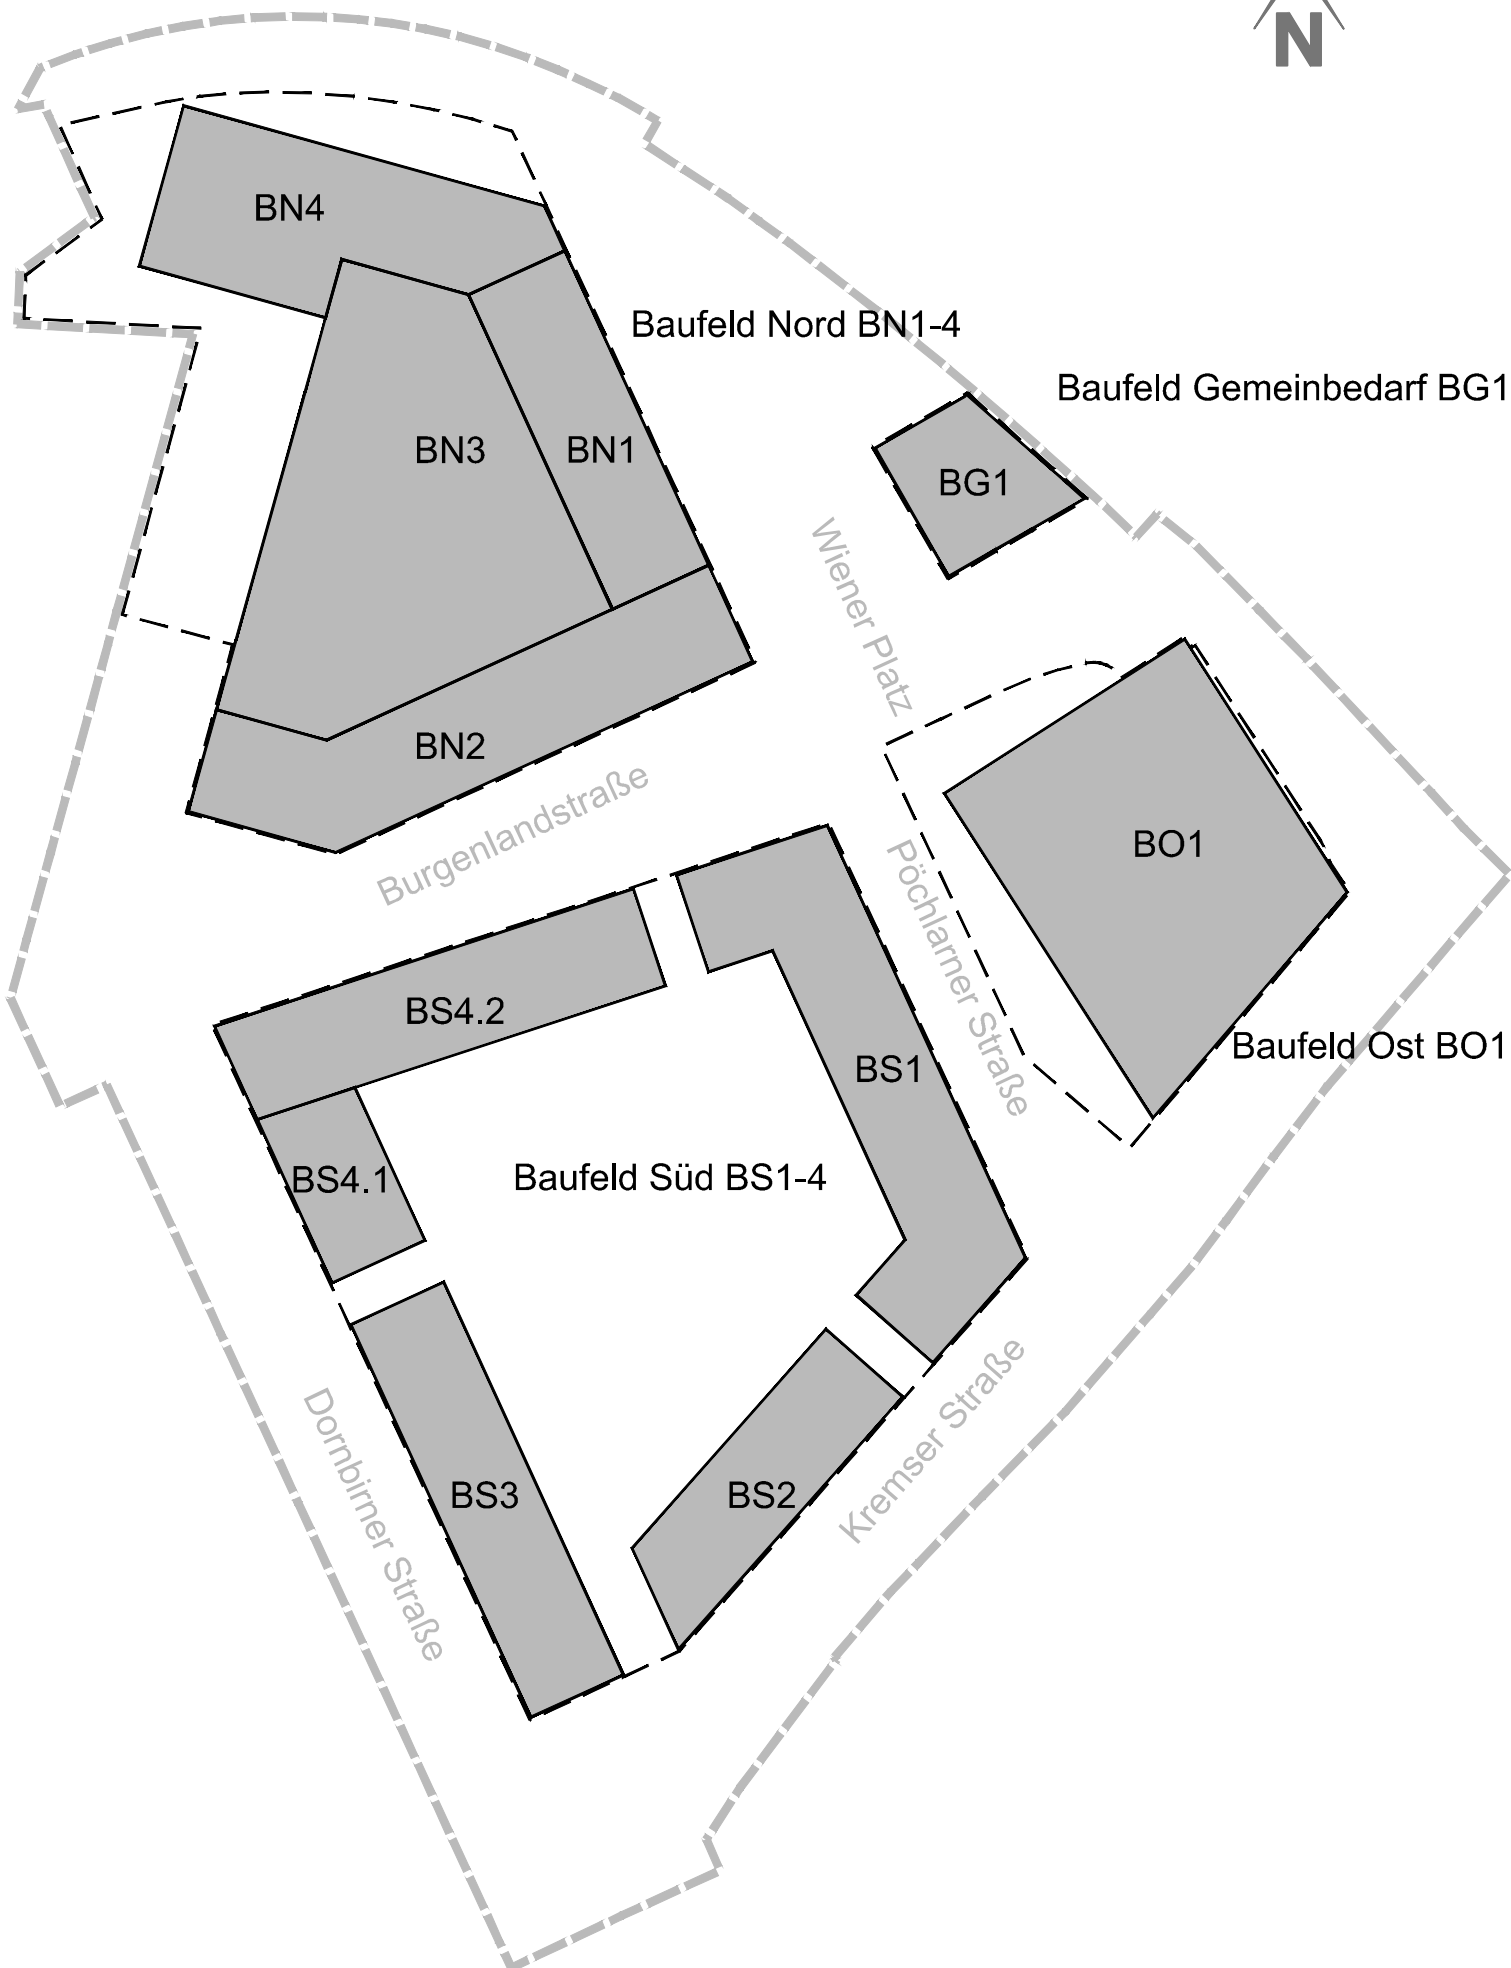 N
BN4
Baufeld Nord BN1-4
Baufeld Gemeinbedarf BG1
BN3
BN1
BG1
Wiener Platz
BN2
Burgenlandstraße
BO1
Pöchlarner Straße
BS4.2
Baufeld Ost BO1
BS1
BS4.1
Baufeld Süd BS1-4
Dornbirner Straße
Kremser Straße
BS3
BS2